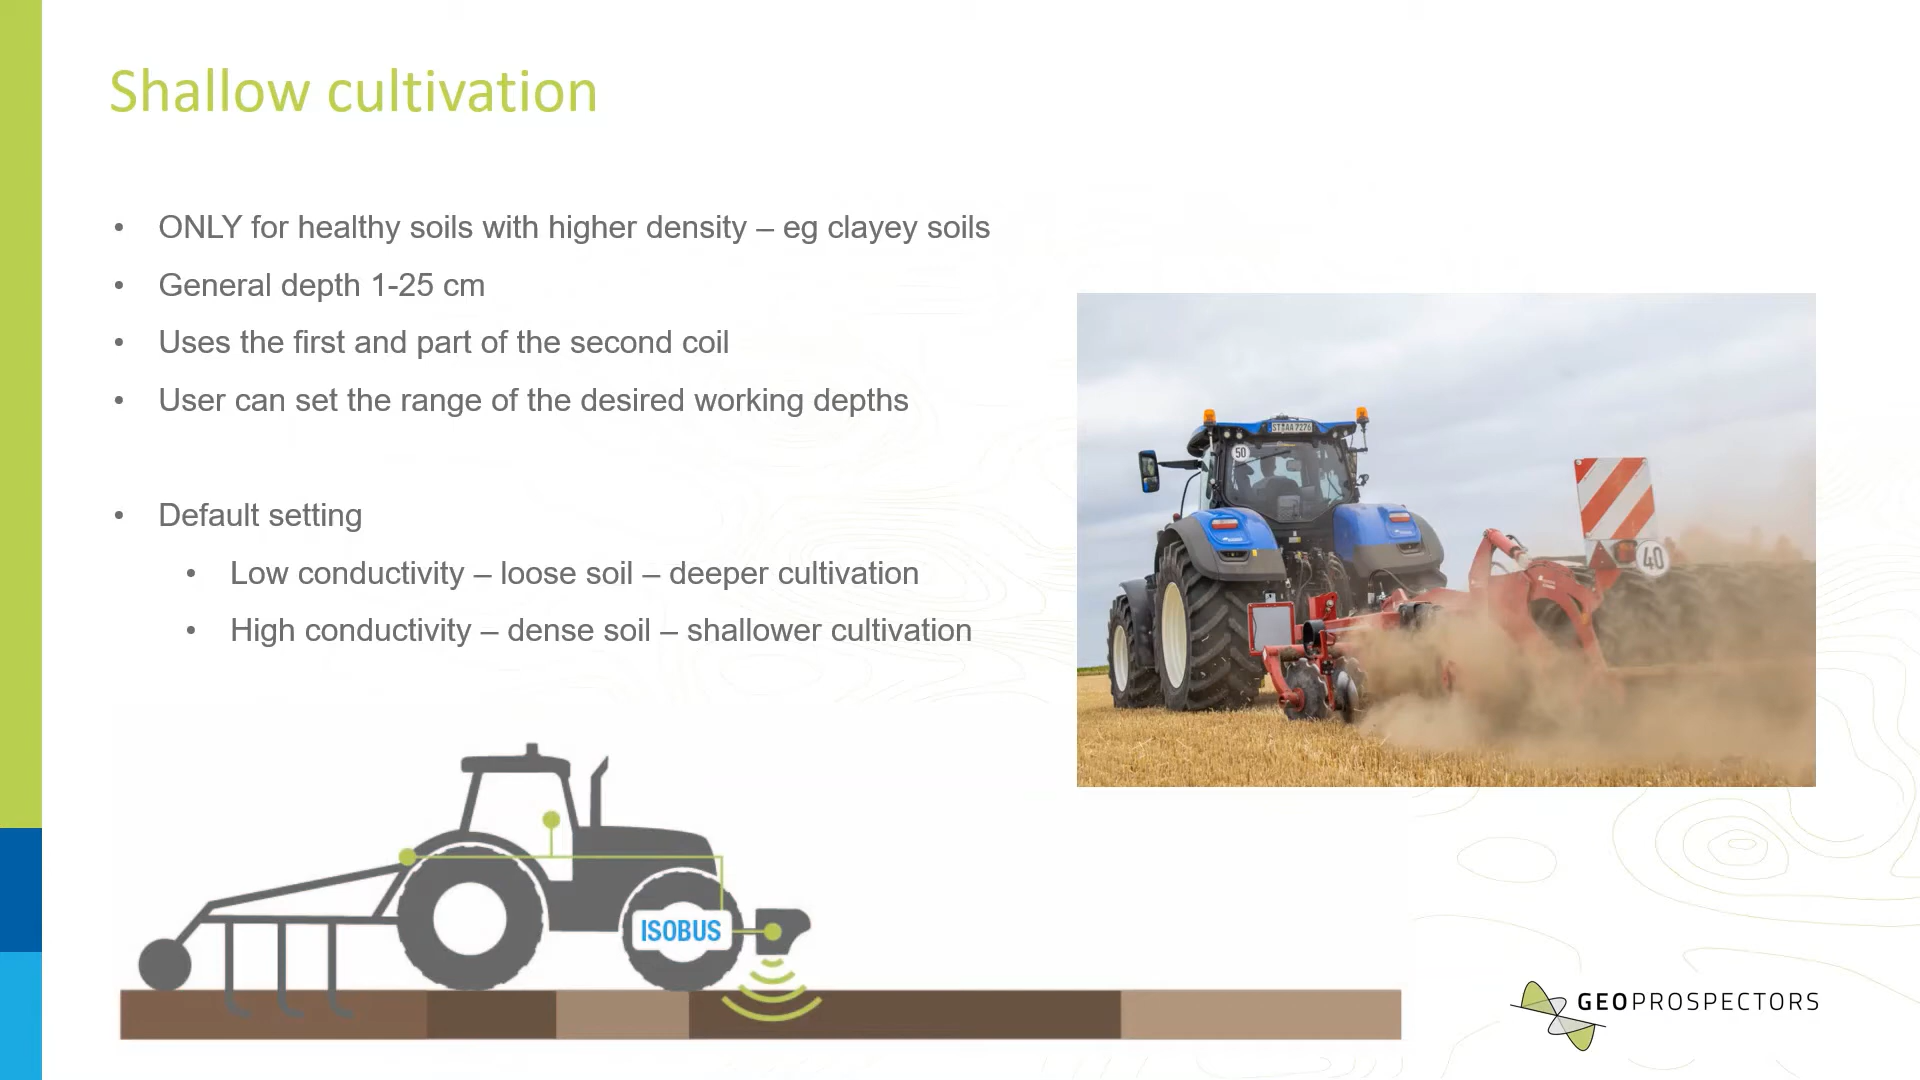 Shallow cultivation
• ONLY for healthy soils with higher density – eg clayey soils
• General depth 1-25 cm
• Uses the first and part of the second coil
• User can set the range of the desired working depths
• Default setting
• Low conductivity – loose soil – deeper cultivation
• High conductivity – dense soil – shallower cultivation
50
40
ISOBUS
GEOPROSPECTORS